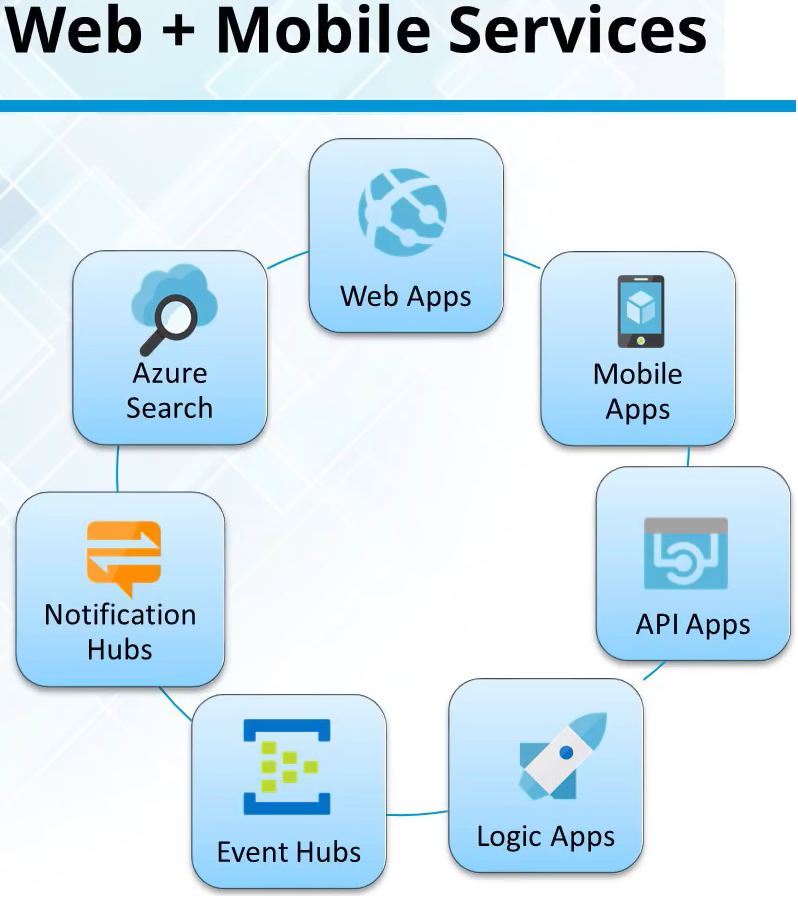 Web + Mobile Services
Web Apps
Azure
Search
Mobile
Apps
Notification
Hubs
API Apps
Event Hubs
Logic Apps